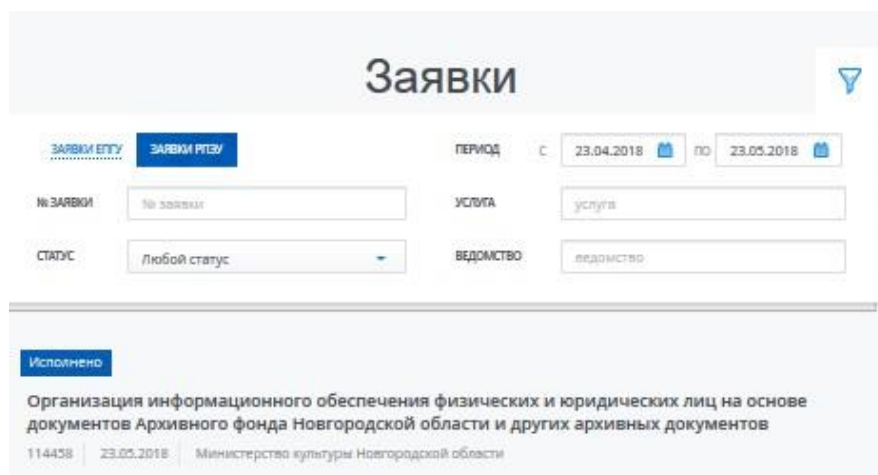 Заявки
ЗАЯВКИ ЕПГУ ЗАЯВКИ РПГУ ПЕРИОД С 23.04.2018 ПО 23.05.2018
№ ЗАЯВКИ № заявки УСЛУГА услуга
СТАТУС Любой статус ВЕДОМСТВО ведомство
Исполнено
Организация информационного обеспечения физических и юридических лиц на основе
документов Архивного фонда Новгородской области и других архивных документов
114458 23.05.2018 Министерство культуры Новгородской области